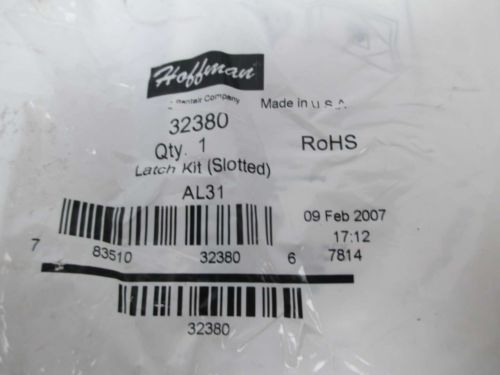 Hoffman
A Pentair Company
Made in U.S.A.
32380
Qty. 1
RoHS
Latch Kit (Slotted)
AL31
09 Feb 2007
17:12
7814
7 83510 32380 6
32380